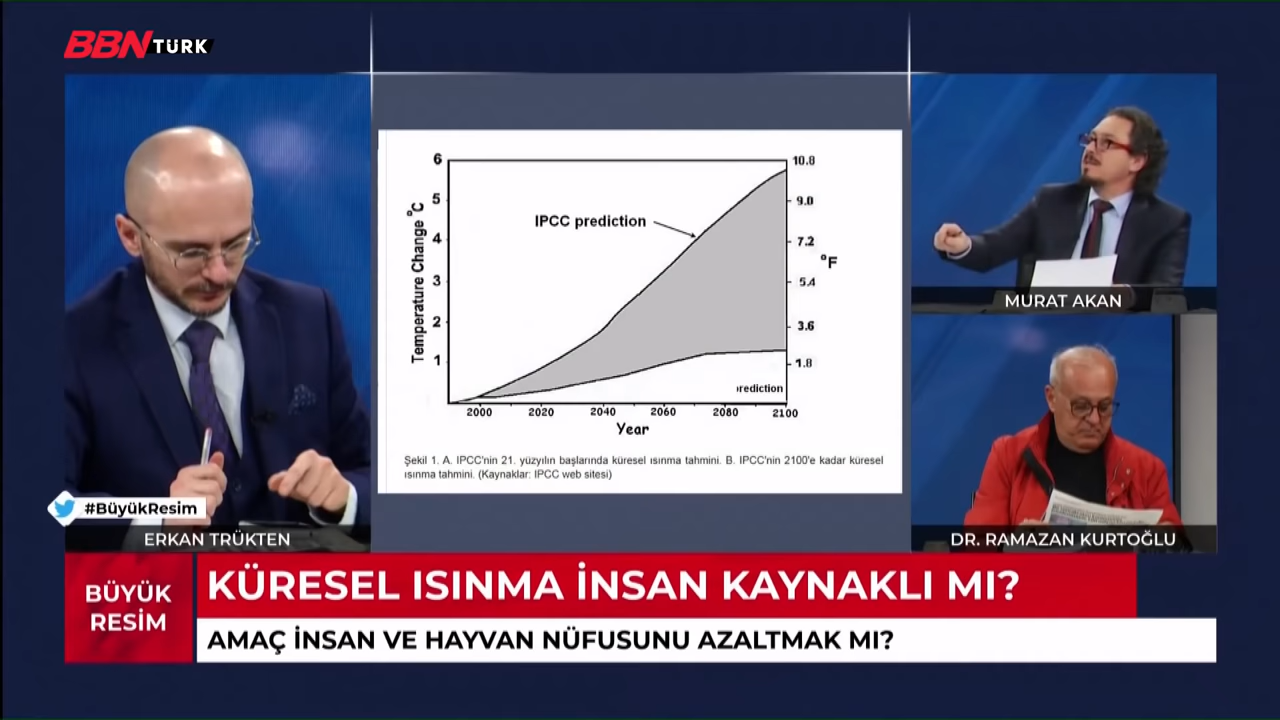 BBN TÜRK
6
5
4
3
2
1
Temperature Change °C
IPCC prediction
10.8
9.0
7.2
°F
5.4
3.6
1.8
rediction
2000 2020 2040 2060 2080 2100
Year
Şekil 1. A. IPCC'nin 21. yüzyılın başlarında küresel ısınma tahmini. B. IPCC'nin 2100'e kadar küresel
ısınma tahmini. (Kaynaklar: IPCC web sitesi)
MURAT AKAN
#BüyükResim
ERKAN TRÜKTEN
DR. RAMAZAN KURTOĞLU
BÜYÜK
RESİM
KÜRESEL ISINMA İNSAN KAYNAKLI MI?
AMAÇ İNSAN VE HAYVAN NÜFUSUNU AZALTMAK MI?